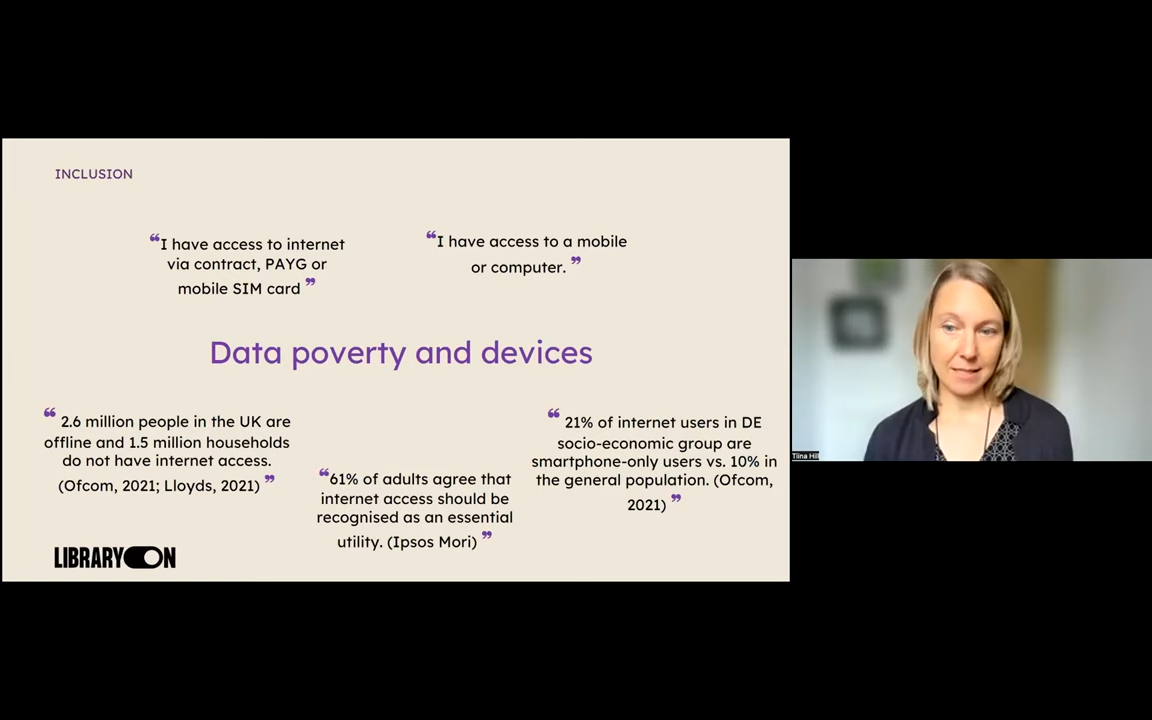 INCLUSION
❝I have access to internet
via contract, PAYG or
mobile SIM card ❞
❝I have access to a mobile
or computer. ❞
Data poverty and devices
❝ 2.6 million people in the UK are
offline and 1.5 million households
do not have internet access.
(Ofcom, 2021; Lloyds, 2021) ❞
❝61% of adults agree that
internet access should be
recognised as an essential
utility. (Ipsos Mori) ❞
❝ 21% of internet users in DE
socio-economic group are
smartphone-only users vs. 10% in
the general population. (Ofcom,
2021) ❞
LIBRARYON
Tiina Hill